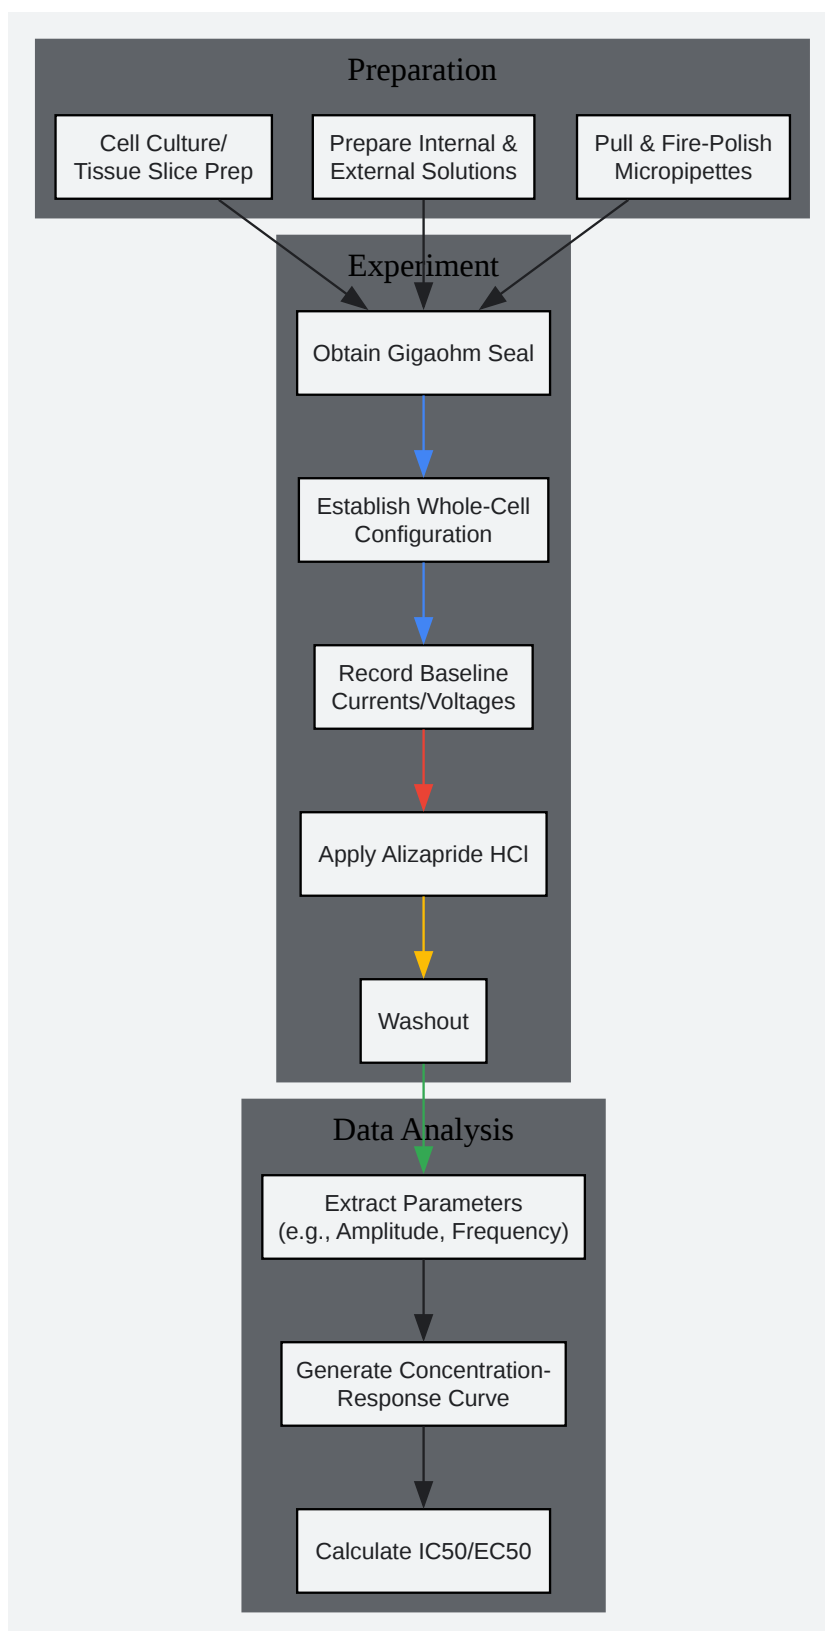 Preparation
Cell Culture/
Tissue Slice Prep
Prepare Internal &
External Solutions
Pull & Fire-Polish
Micropipettes
Experiment
Obtain Gigaohm Seal
Establish Whole-Cell
Configuration
Record Baseline
Currents/Voltages
Apply Alizapride HCl
Washout
Data Analysis
Extract Parameters
(e.g., Amplitude, Frequency)
Generate Concentration-
Response Curve
Calculate IC50/EC50